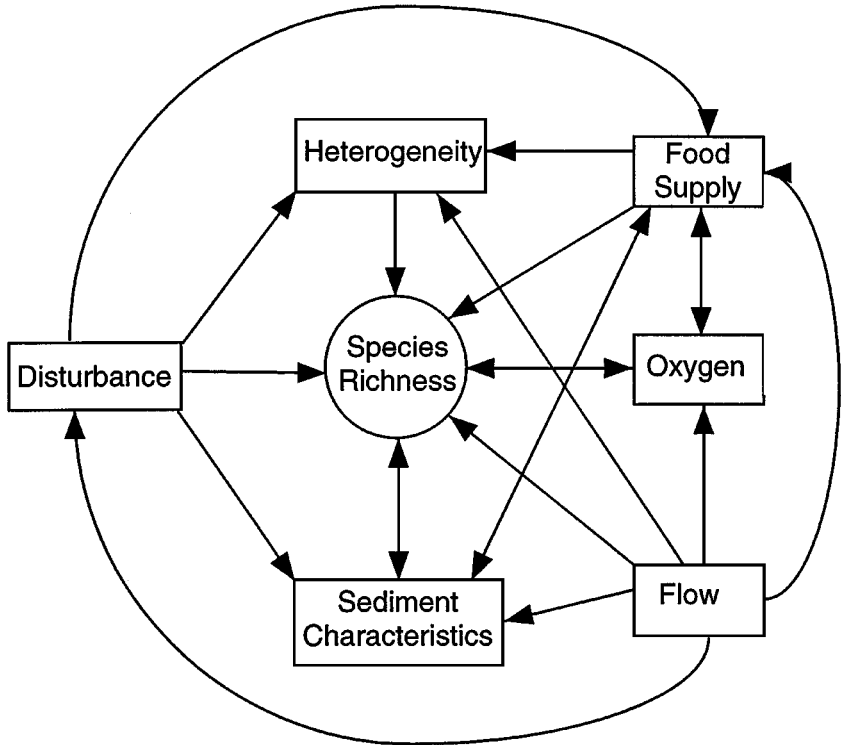 Heterogeneity
Food
Supply
Species
Richness
Oxygen
Disturbance
Sediment
Characteristics
Flow